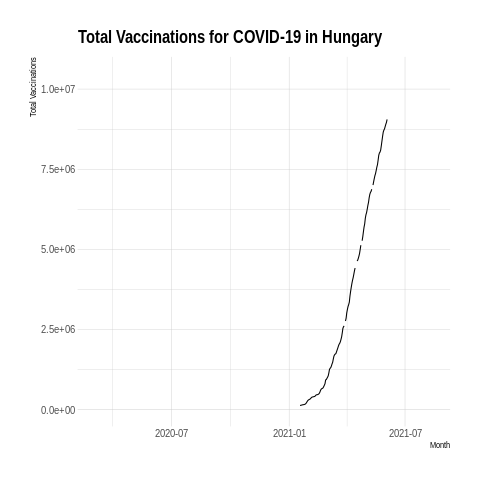 Total Vaccinations for COVID-19 in Hungary
Total Vaccinations
1.0e+07
7.5e+06
5.0e+06
2.5e+06
0.0e+00
2020-07
2021-01
2021-07
Month